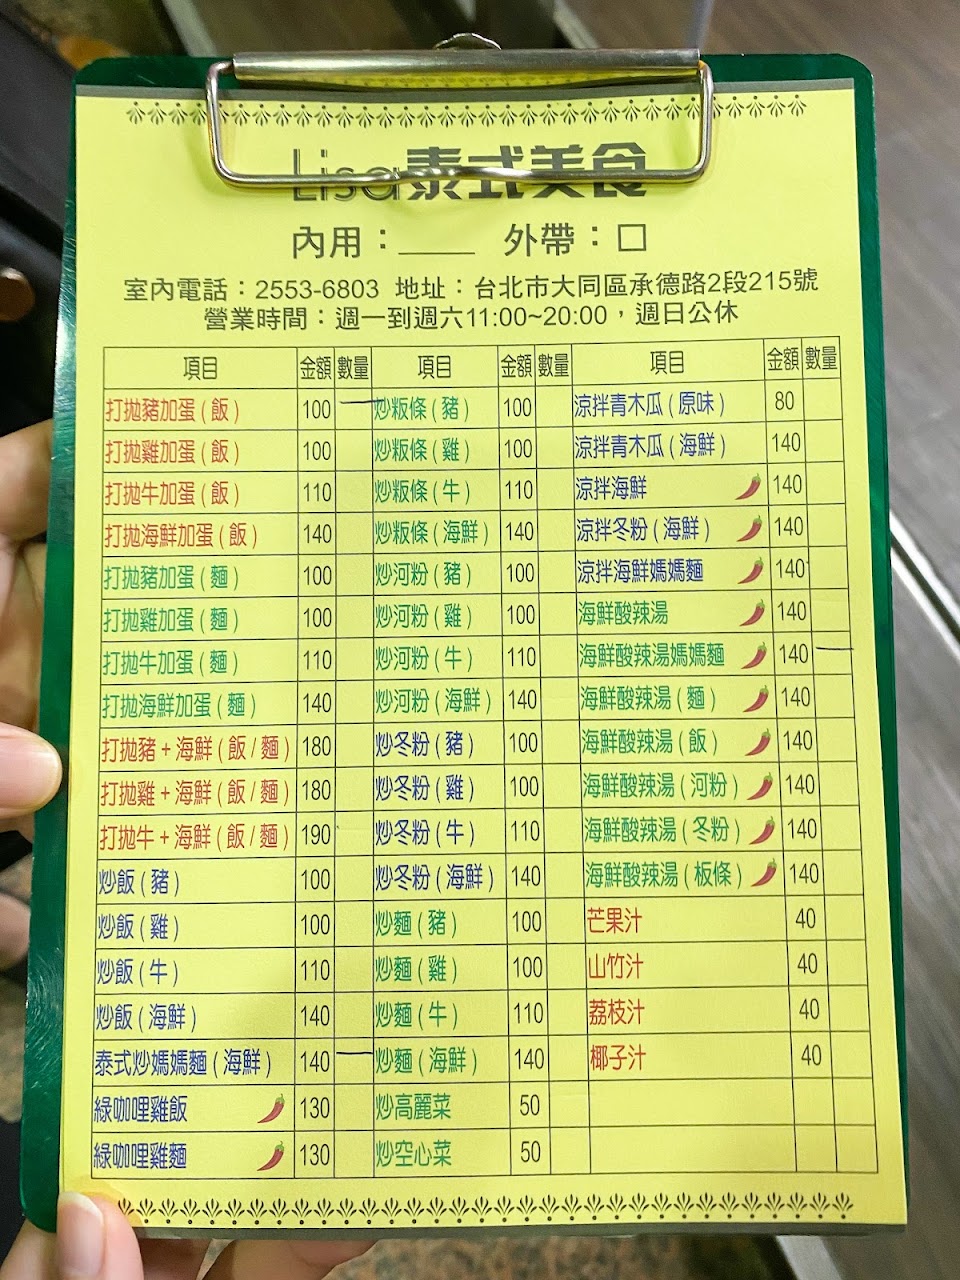 Lisa泰式美食
內用：____ 外帶：□
室內電話：2553-6803 地址：台北市大同區承德路2段215號
營業時間：週一到週六11:00~20:00，週日公休
項目 金額 數量 項目 金額 數量 項目 金額 數量
打拋豬加蛋(飯) 100 炒粄條(豬) 100 涼拌青木瓜(原味) 80
打拋雞加蛋(飯) 100 炒粄條(雞) 100 涼拌青木瓜(海鮮) 140
打拋牛加蛋(飯) 110 炒粄條(牛) 110 涼拌海鮮 140
打拋海鮮加蛋(飯) 140 炒粄條(海鮮) 140 涼拌冬粉(海鮮) 140
打拋豬加蛋(麵) 100 炒河粉(豬) 100 涼拌海鮮媽媽麵 140
打拋雞加蛋(麵) 100 炒河粉(雞) 100 海鮮酸辣湯 140
打拋牛加蛋(麵) 110 炒河粉(牛) 110 海鮮酸辣湯媽媽麵 140
打拋海鮮加蛋(麵) 140 炒河粉(海鮮) 140 海鮮酸辣湯(麵) 140
打拋豬+海鮮(飯/麵) 180 炒冬粉(豬) 100 海鮮酸辣湯(飯) 140
打拋雞+海鮮(飯/麵) 180 炒冬粉(雞) 100 海鮮酸辣湯(河粉) 140
打拋牛+海鮮(飯/麵) 190 炒冬粉(牛) 110 海鮮酸辣湯(冬粉) 140
炒飯(豬) 100 炒冬粉(海鮮) 140 海鮮酸辣湯(板條) 140
炒飯(雞) 100 炒麵(豬) 100 芒果汁 40
炒飯(牛) 110 炒麵(雞) 100 山竹汁 40
炒飯(海鮮) 140 炒麵(牛) 110 荔枝汁 40
泰式炒媽媽麵(海鮮) 140 炒麵(海鮮) 140 椰子汁 40
綠咖哩雞飯 130 炒高麗菜 50
綠咖哩雞麵 130 炒空心菜 50